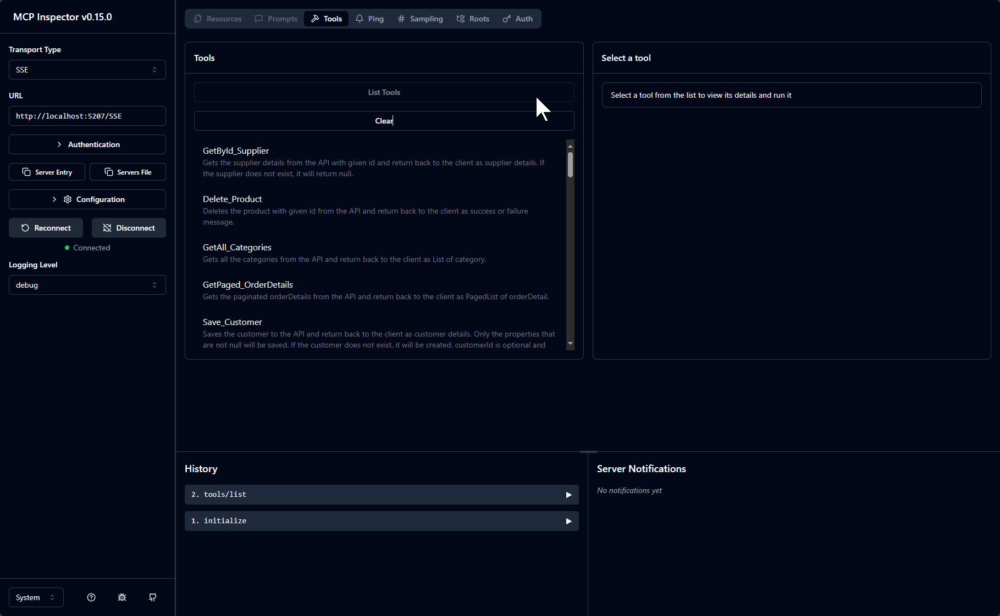 MCP Inspector v0.15.0
Transport Type
SSE
URL
http://localhost:5207/SSE
Authentication
Server Entry
Servers File
Configuration
Reconnect
Disconnect
Connected
Logging Level
debug
System
Resources
Prompts
Tools
Ping
Sampling
Roots
Auth
Tools
List Tools
Clear
GetById_Supplier
Gets the supplier details from the API with given id and return back to the client as supplier details. If
the supplier does not exist, it will return null.
Delete_Product
Deletes the product with given id from the API and return back to the client as success or failure
message.
GetAll_Categories
Gets all the categories from the API and return back to the client as List of category.
GetPaged_OrderDetails
Gets the paginated orderDetails from the API and return back to the client as PagedList of orderDetail.
Save_Customer
Saves the customer to the API and return back to the client as customer details. Only the properties that
are not null will be saved. If the customer does not exist, it will be created. customerId is optional and
Select a tool
Select a tool from the list to view its details and run it
History
2. tools/list
1. initialize
Server Notifications
No notifications yet